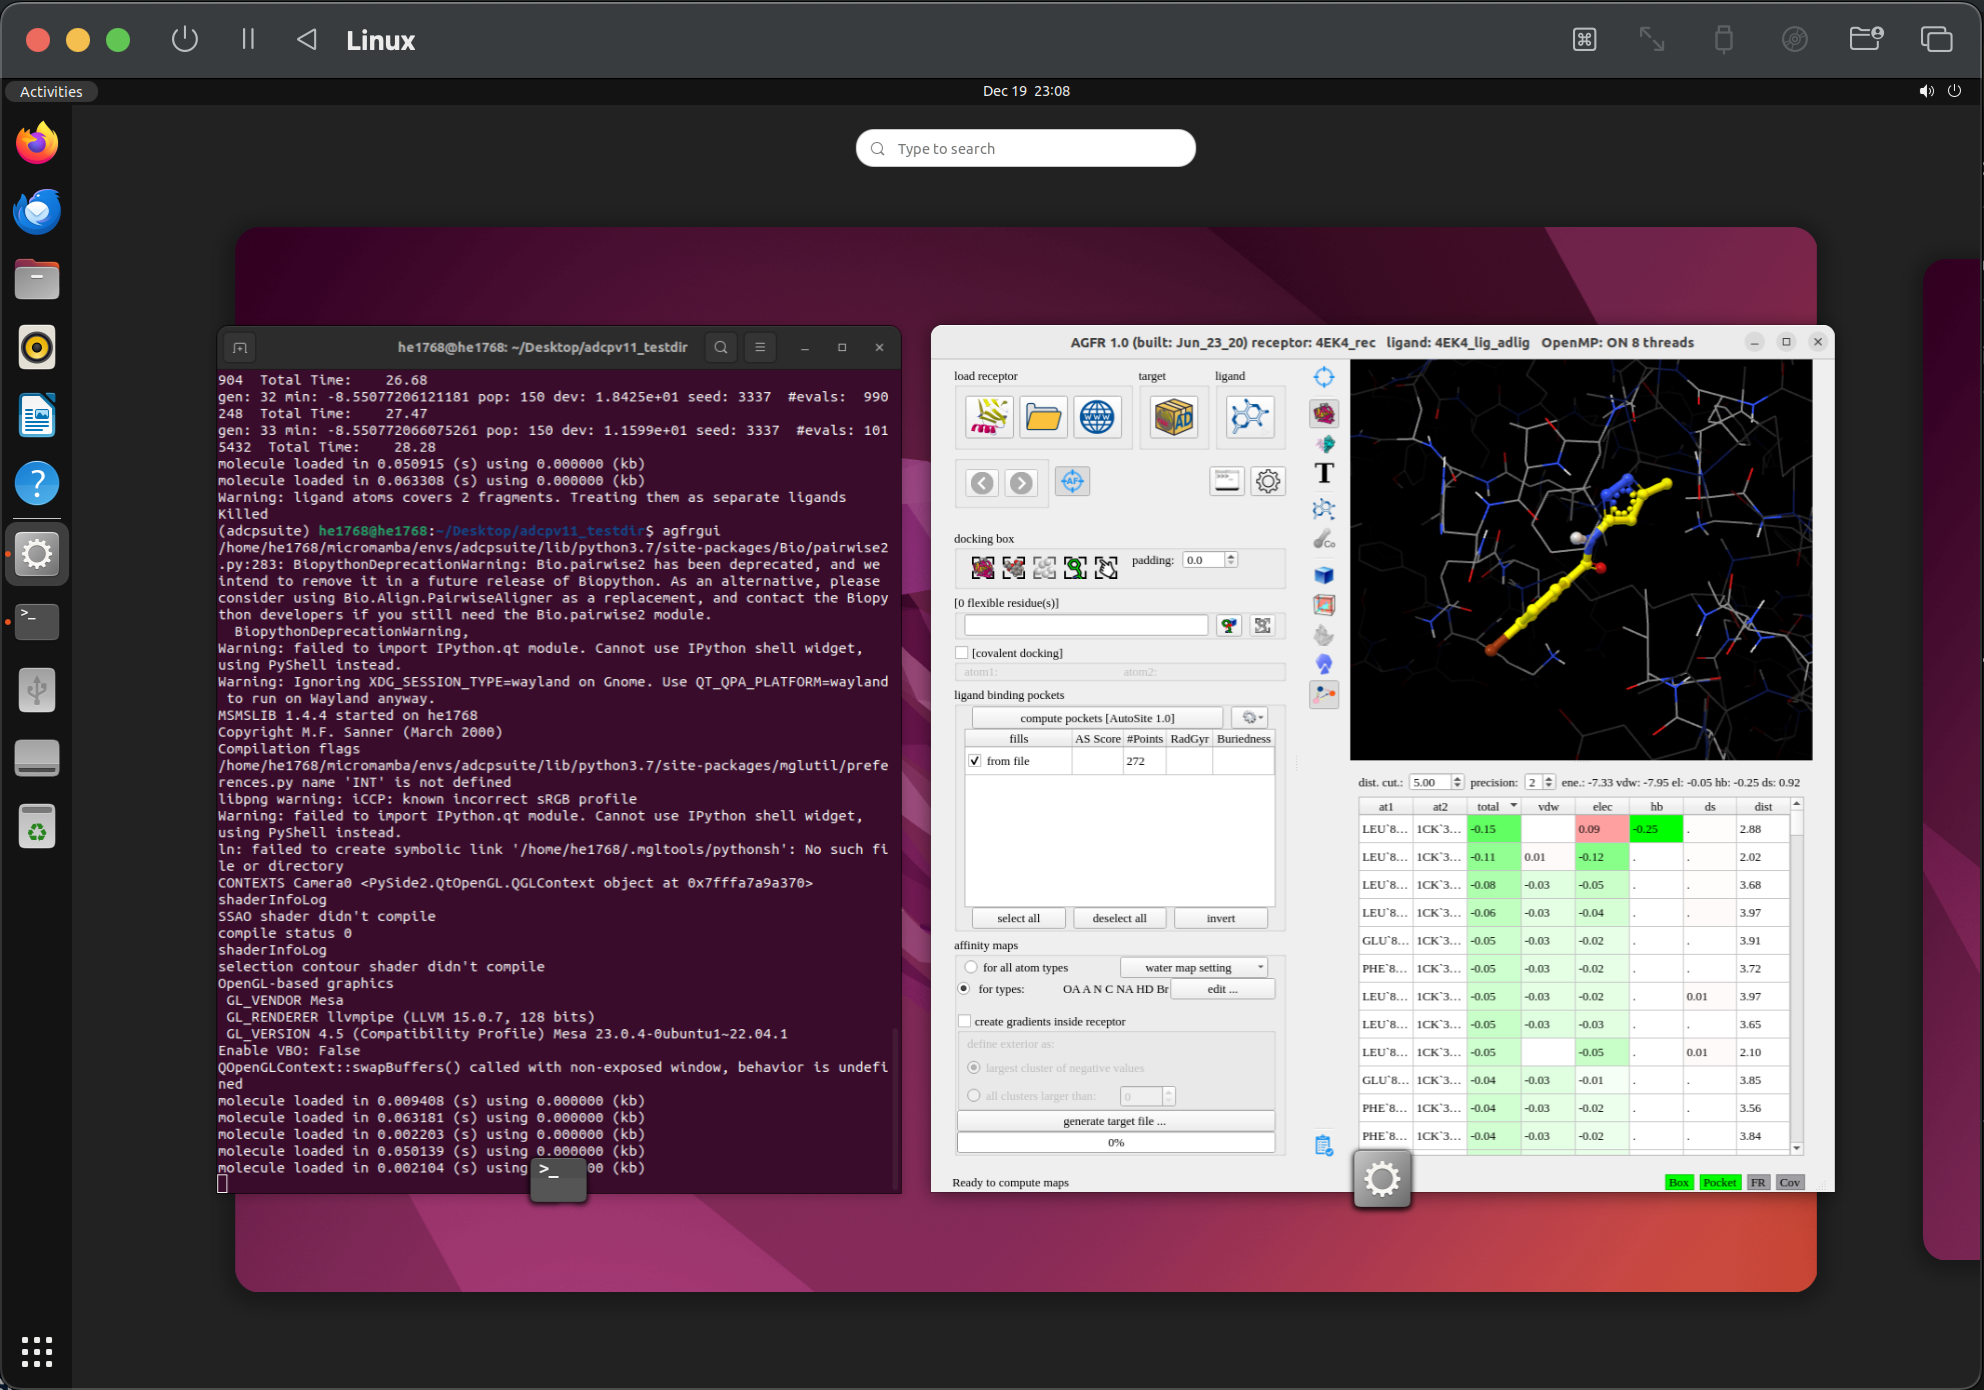 Linux
Activities
Dec 19 23:08
Type to search
he1768@he1768: ~/Desktop/adcpv11_testdir
904  Total Time:    26.68
gen: 32 min: -8.55077206121181 pop: 150 dev: 1.8425e+01 seed: 3337  #evals:  990
248  Total Time:    27.47
gen: 33 min: -8.550772066075261 pop: 150 dev: 1.1599e+01 seed: 3337  #evals: 101
5432  Total Time:     28.28
molecule loaded in 0.050915 (s) using 0.000000 (kb)
molecule loaded in 0.063308 (s) using 0.000000 (kb)
Warning: ligand atoms covers 2 fragments. Treating them as separate ligands
Killed
(adcpsuite) he1768@he1768:~/Desktop/adcpv11_testdir$ agfrgui
/home/he1768/micromamba/envs/adcpsuite/lib/python3.7/site-packages/Bio/pairwise2
.py:283: BiopythonDeprecationWarning: Bio.pairwise2 has been deprecated, and we
intend to remove it in a future release of Biopython. As an alternative, please
consider using Bio.Align.PairwiseAligner as a replacement, and contact the Biopy
thon developers if you still need the Bio.pairwise2 module.
BiopythonDeprecationWarning,
Warning: failed to import IPython.qt module. Cannot use IPython shell widget,
using PyShell instead.
Warning: Ignoring XDG_SESSION_TYPE=wayland on Gnome. Use QT_QPA_PLATFORM=wayland
to run on Wayland anyway.
MSMSLIB 1.4.4 started on he1768
Copyright M.F. Sanner (March 2000)
Compilation flags
/home/he1768/micromamba/envs/adcpsuite/lib/python3.7/site-packages/mglutil/prefe
rences.py name 'INT' is not defined
libpng warning: iCCP: known incorrect sRGB profile
Warning: failed to import IPython.qt module. Cannot use IPython shell widget,
using PyShell instead.
ln: failed to create symbolic link '/home/he1768/.mgltools/pythonsh': No such fi
le or directory
CONTEXTS Camera0 <PySide2.QtOpenGL.QGLContext object at 0x7fffa7a9a370>
shaderInfoLog
SSAO shader didn't compile
compile status 0
shaderInfoLog
selection contour shader didn't compile
OpenGL-based graphics
GL_VENDOR Mesa
GL_RENDERER llvmpipe (LLVM 15.0.7, 128 bits)
GL_VERSION 4.5 (Compatibility Profile) Mesa 23.0.4-0ubuntu1~22.04.1
Enable VBO: False
QOpenGLContext::swapBuffers() called with non-exposed window, behavior is undefi
ned
molecule loaded in 0.009408 (s) using 0.000000 (kb)
molecule loaded in 0.063181 (s) using 0.000000 (kb)
molecule loaded in 0.002203 (s) using 0.000000 (kb)
molecule loaded in 0.050139 (s) using 0.000000 (kb)
molecule loaded in 0.002104 (s) using 00 (kb)
AGFR 1.0 (built: Jun_23_20) receptor: 4EK4_rec   ligand: 4EK4_lig_adlig   OpenMP: ON 8 threads
load receptor target ligand
WWW AD
AF
T
docking box
padding: 0.0
Co
[0 flexible residue(s)]
[covalent docking]
atom1: atom2:
ligand binding pockets
compute pockets [AutoSite 1.0]
fills AS Score #Points RadGyr Buriedness
from file 272
select all deselect all invert
affinity maps
for all atom types water map setting
for types: OA A N C NA HD Br edit ...
create gradients inside receptor
define exterior as:
largest cluster of negative values
all clusters larger than: 0
generate target file ...
0%
Ready to compute maps
dist. cut.: 5.00 precision: 2 ene.: -7.33 vdw: -7.95 el: -0.05 hb: -0.25 ds: 0.92
at1 at2 total vdw elec hb ds dist
LEU`8... 1CK`3... -0.15 0.09 -0.25 . 2.88
LEU`8... 1CK`3... -0.11 0.01 -0.12 . . 2.02
LEU`8... 1CK`3... -0.08 -0.03 -0.05 . . 3.68
LEU`8... 1CK`3... -0.06 -0.03 -0.04 . . 3.97
GLU`8... 1CK`3... -0.05 -0.03 -0.02 . . 3.91
PHE`8... 1CK`3... -0.05 -0.03 -0.02 . . 3.72
LEU`8... 1CK`3... -0.05 -0.03 -0.02 . 0.01 3.97
LEU`8... 1CK`3... -0.05 -0.03 -0.03 . . 3.65
LEU`8... 1CK`3... -0.05 -0.05 . 0.01 2.10
GLU`8... 1CK`3... -0.04 -0.03 -0.01 . . 3.85
PHE`8... 1CK`3... -0.04 -0.03 -0.02 . . 3.56
PHE`8... 1CK`3... -0.04 -0.03 -0.02 . . 3.84
Box Pocket FR Cov